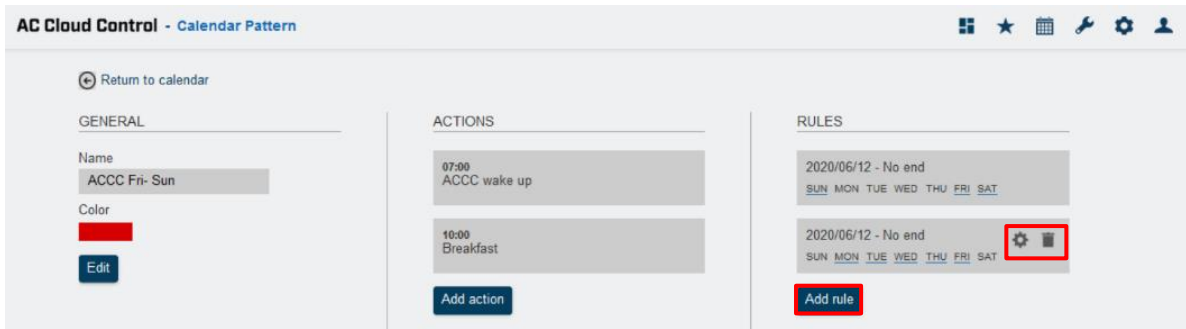 AC Cloud Control - Calendar Pattern
Return to calendar
GENERAL
Name
ACCC Fri- Sun
Color
Edit
ACTIONS
07:00
ACCC wake up
10:00
Breakfast
Add action
RULES
2020/06/12 - No end
SUN MON TUE WED THU FRI SAT
2020/06/12 - No end
SUN MON TUE WED THU FRI SAT
Add rule